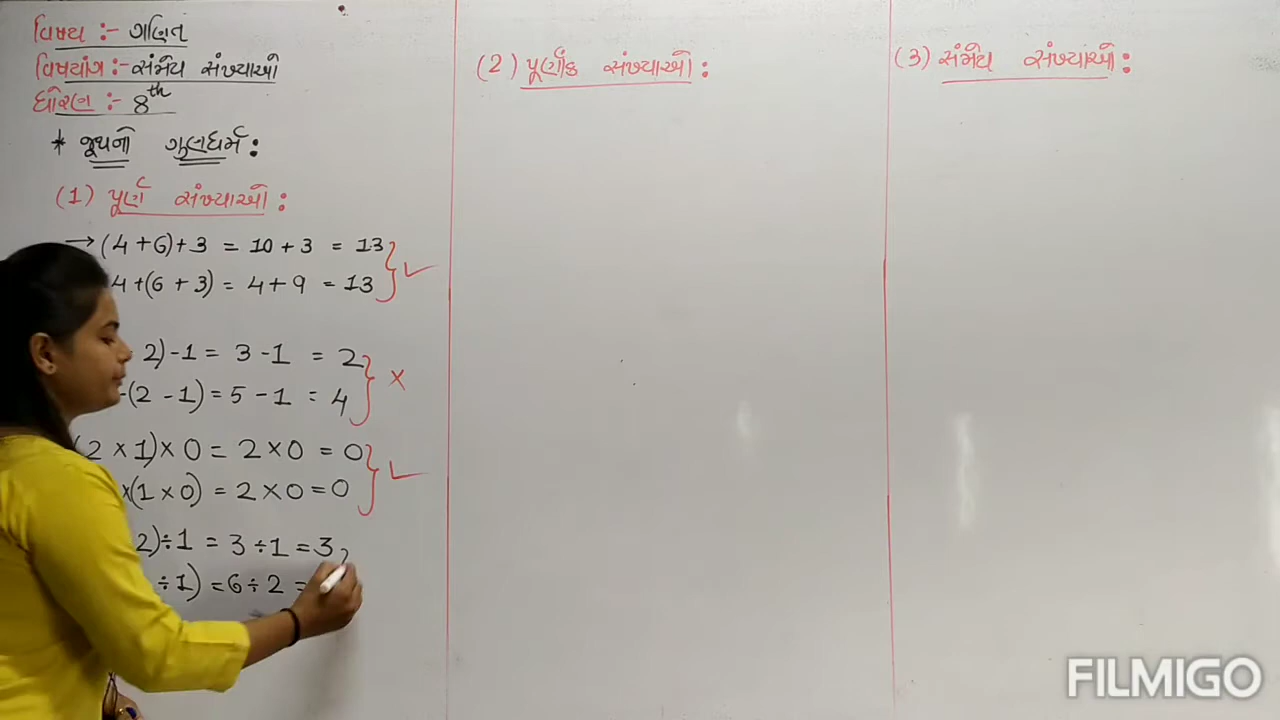 વિષય :- ગણિત
વિષયાંગ :- સંમેય સંખ્યાઓ
ધોરણ :- 8th
* જૂથનો ગુણધર્મ :
(1) પૂર્ણ સંખ્યાઓ :
→ (4 + 6) + 3 = 10 + 3 = 13
4 + (6 + 3) = 4 + 9 = 13
✓
2) - 1 = 3 - 1 = 2
- (2 - 1) = 5 - 1 = 4
×
(2 × 1) × 0 = 2 × 0 = 0
× (1 × 0) = 2 × 0 = 0
✓
2) ÷ 1 = 3 ÷ 1 = 3
÷ 1) = 6 ÷ 2 =
(2) પૂર્ણાંક સંખ્યાઓ :
(3) સંમેય સંખ્યાઓ :
FILMIGO